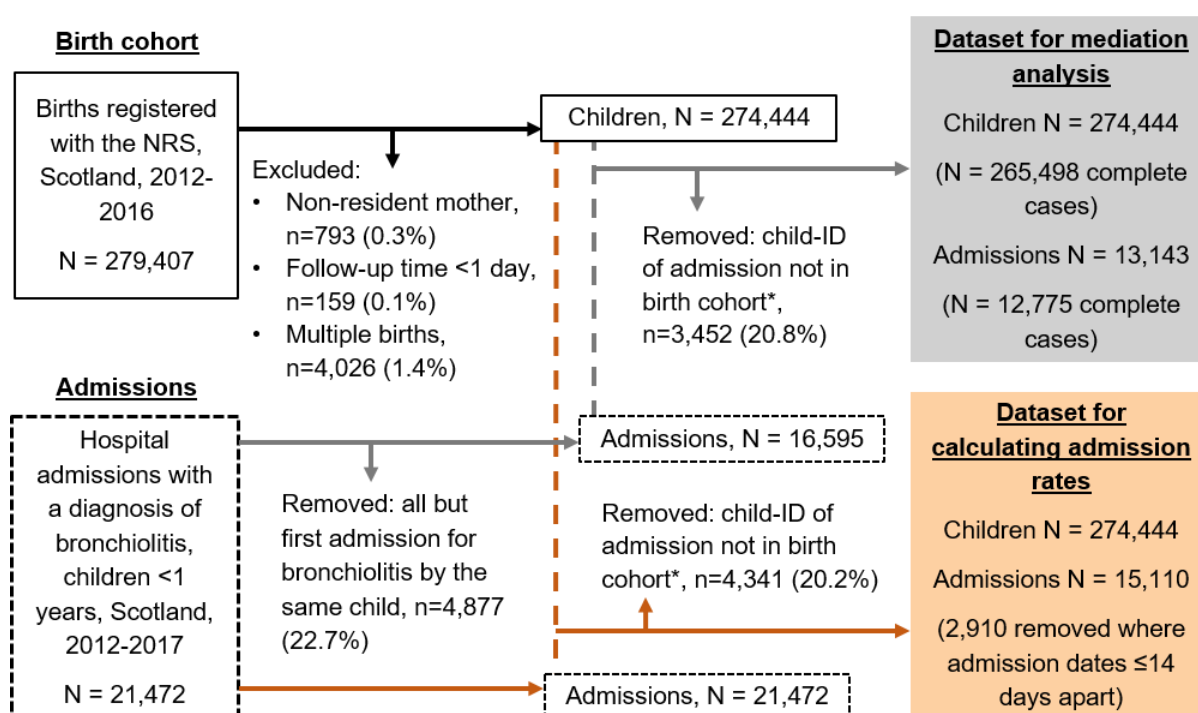 Birth cohort
Births registered
with the NRS,
Scotland, 2012-
2016
N = 279,407
Excluded:
• Non-resident mother,
n=793 (0.3%)
• Follow-up time <1 day,
n=159 (0.1%)
• Multiple births,
n=4,026 (1.4%)
Children, N = 274,444
Removed: child-ID
of admission not in
birth cohort*,
n=3,452 (20.8%)
Dataset for mediation
analysis
Children N = 274,444
(N = 265,498 complete
cases)
Admissions N = 13,143
(N = 12,775 complete
cases)
Admissions
Hospital
admissions with
a diagnosis of
bronchiolitis,
children <1
years, Scotland,
2012-2017
N = 21,472
Removed: all but
first admission for
bronchiolitis by the
same child, n=4,877
(22.7%)
Admissions, N = 16,595
Removed: child-ID of
admission not in birth
cohort*, n=4,341 (20.2%)
Admissions, N = 21,472
Dataset for
calculating admission
rates
Children N = 274,444
Admissions N = 15,110
(2,910 removed where
admission dates ≤14
days apart)